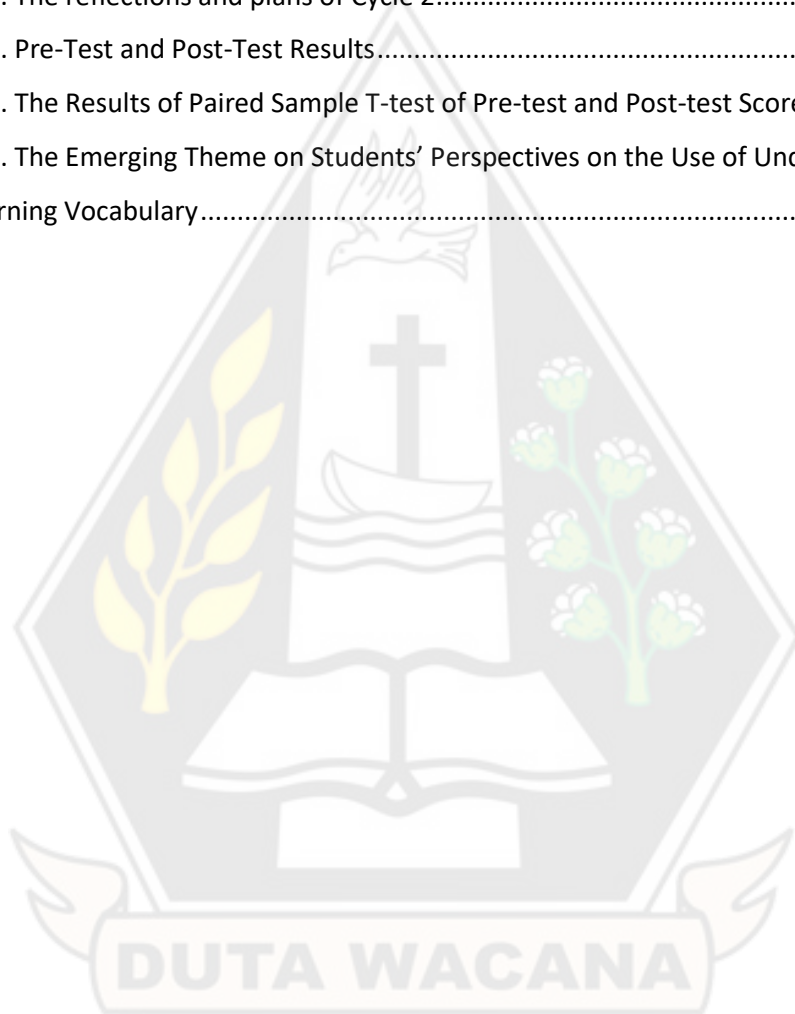 . The reflections and plans of Cycle 2
. Pre-Test and Post-Test Results
. The Results of Paired Sample T-test of Pre-test and Post-test Score
. The Emerging Theme on Students’ Perspectives on the Use of
rning Vocabulary
DUTA WACANA